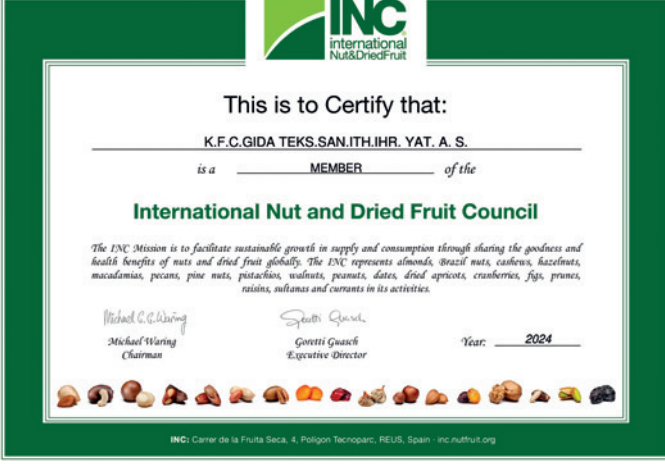 INC
international
Nut&DriedFruit
This is to Certify that:
K.F.C.GIDA TEKS.SAN.ITH.IHR. YAT. A. S.
is a MEMBER of the
International Nut and Dried Fruit Council
The INC Mission is to facilitate sustainable growth in supply and consumption through sharing the goodness and
health benefits of nuts and dried fruit globally. The INC represents almonds, Brazil nuts, cashews, hazelnuts,
macadamias, pecans, pine nuts, pistachios, walnuts, peanuts, dates, dried apricots, cranberries, figs, prunes,
raisins, sultanas and currants in its activities.
Michael G. G. Waring
Goretti Guasch
Michael Waring
Chairman
Goretti Guasch
Executive Director
Year: 2024
INC: Carrer de la Fruita Seca, 4, Poligon Tecnoparc, REUS, Spain · inc.nutfruit.org